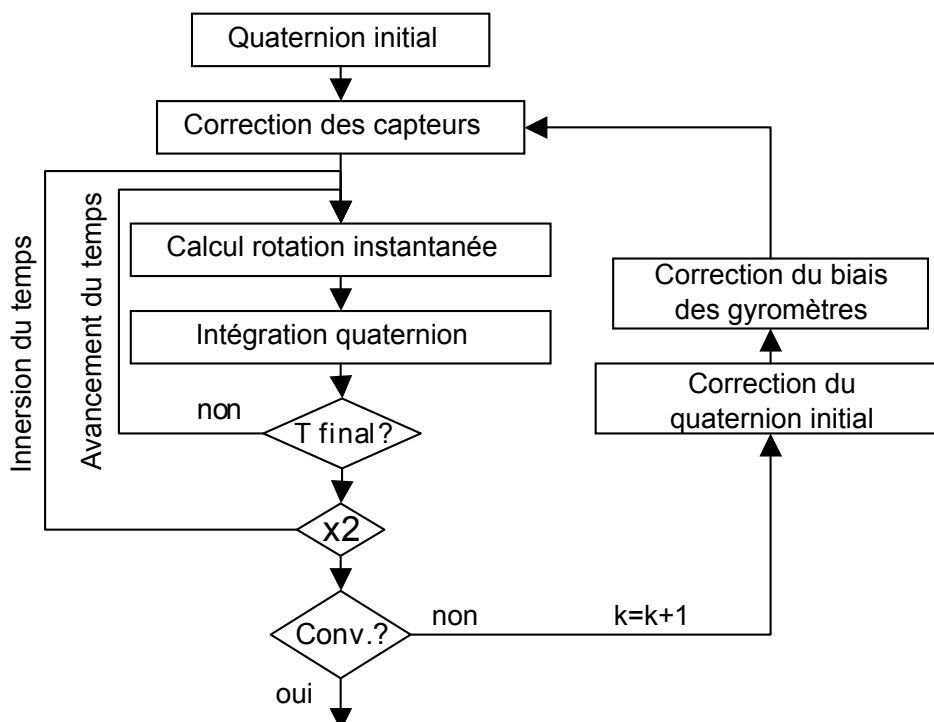 Quaternion initial
Correction des capteurs
Innersion du temps
Avancement du temps
Calcul rotation instantanée
Intégration quaternion
Correction du biais
des gyromètres
Correction du
quaternion initial
non
T final?
x2
Conv.?
non
k=k+1
oui